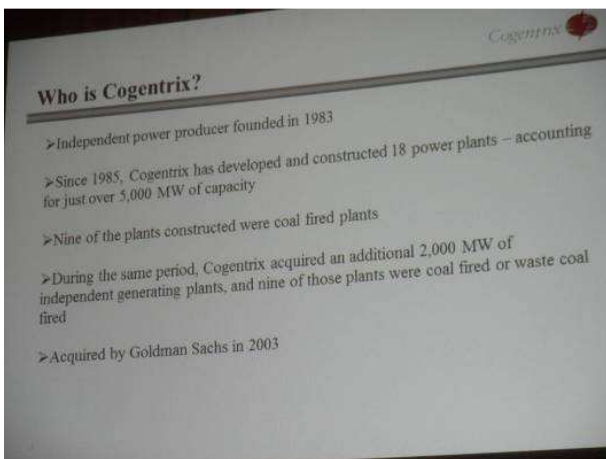 Cogentrix
Who is Cogentrix?
➢Independent power producer founded in 1983
➢Since 1985, Cogentrix has developed and constructed 18 power plants – accounting
for just over 5,000 MW of capacity
➢Nine of the plants constructed were coal fired plants
➢During the same period, Cogentrix acquired an additional 2,000 MW of
independent generating plants, and nine of those plants were coal fired or waste coal
fired
➢Acquired by Goldman Sachs in 2003